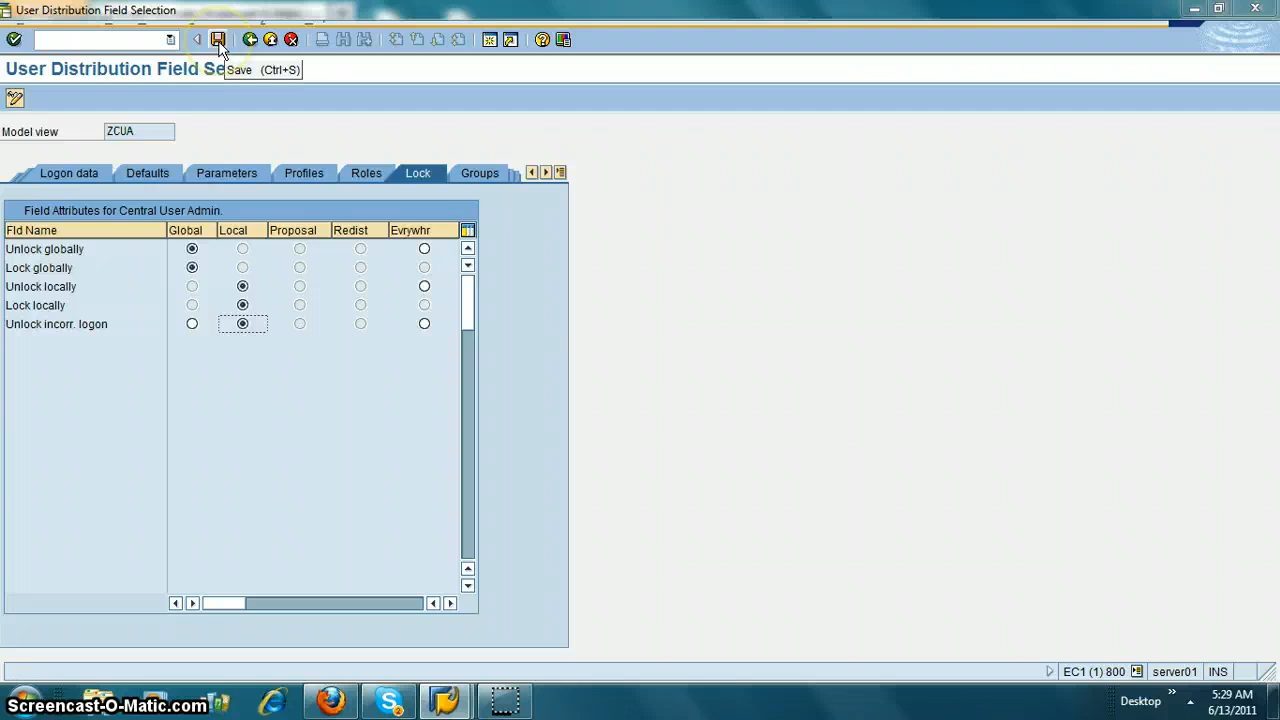 User Distribution Field Selection
User Distribution Field Se
Save (Ctrl+S)
Model view ZCUA
Logon data Defaults Parameters Profiles Roles Lock Groups
Field Attributes for Central User Admin.
Fld Name Global Local Proposal Redist Evrywhr
Unlock globally
Lock globally
Unlock locally
Lock locally
Unlock incorr. logon
EC1 (1) 800 server01 INS
Screencast-O-Matic.com
Desktop
5:29 AM
6/13/2011